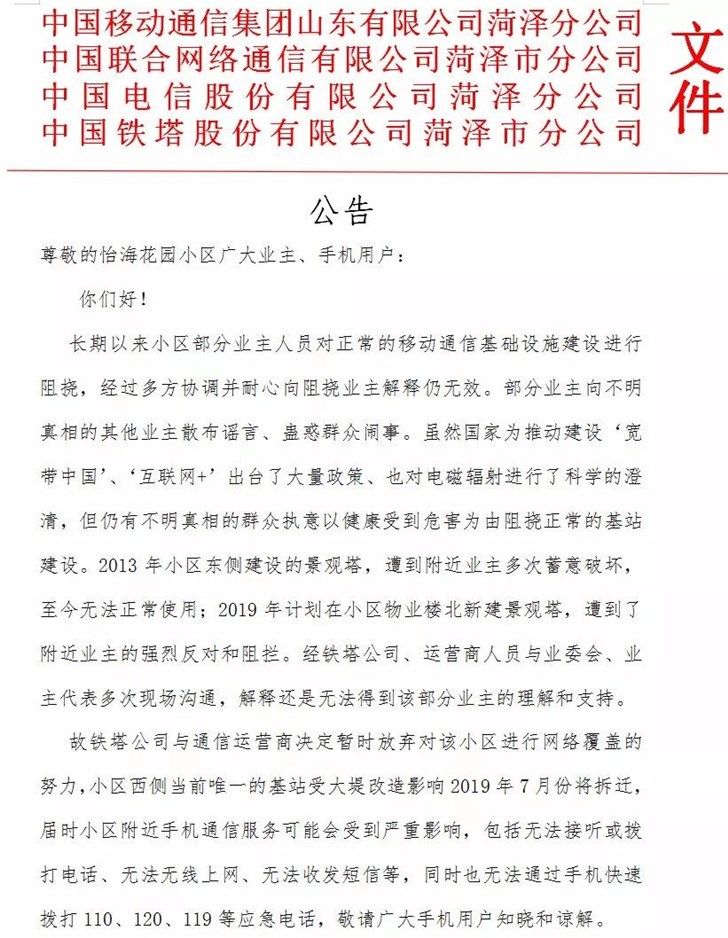 中国移动通信集团山东有限公司菏泽分公司
中国联合网络通信有限公司菏泽市分公司
中国电信股份有限公司菏泽分公司
中国铁塔股份有限公司菏泽市分公司
文件
公告
尊敬的怡海花园小区广大业主、手机用户：
你们好！
长期以来小区部分业主人员对正常的移动通信基础设施建设进行
阻挠，经过多方协调并耐心向阻挠业主解释仍无效。部分业主向不明
真相的其他业主散布谣言、蛊惑群众闹事。虽然国家为推动建设‘宽
带中国’、‘互联网+’出台了大量政策、也对电磁辐射进行了科学的澄
清，但仍有不明真相的群众执意以健康受到危害为由阻挠正常的基站
建设。2013 年小区东侧建设的景观塔，遭到附近业主多次蓄意破坏，
至今无法正常使用；2019 年计划在小区物业楼北新建景观塔，遭到了
附近业主的强烈反对和阻拦。经铁塔公司、运营商人员与业委会、业
主代表多次现场沟通，解释还是无法得到该部分业主的理解和支持。
故铁塔公司与通信运营商决定暂时放弃对该小区进行网络覆盖的
努力，小区西侧当前唯一的基站受大堤改造影响 2019 年 7 月份将拆迁，
届时小区附近手机通信服务可能会受到严重影响，包括无法接听或拨
打电话、无法无线上网、无法收发短信等，同时也无法通过手机快速
拨打 110、120、119 等应急电话，敬请广大手机用户知晓和谅解。